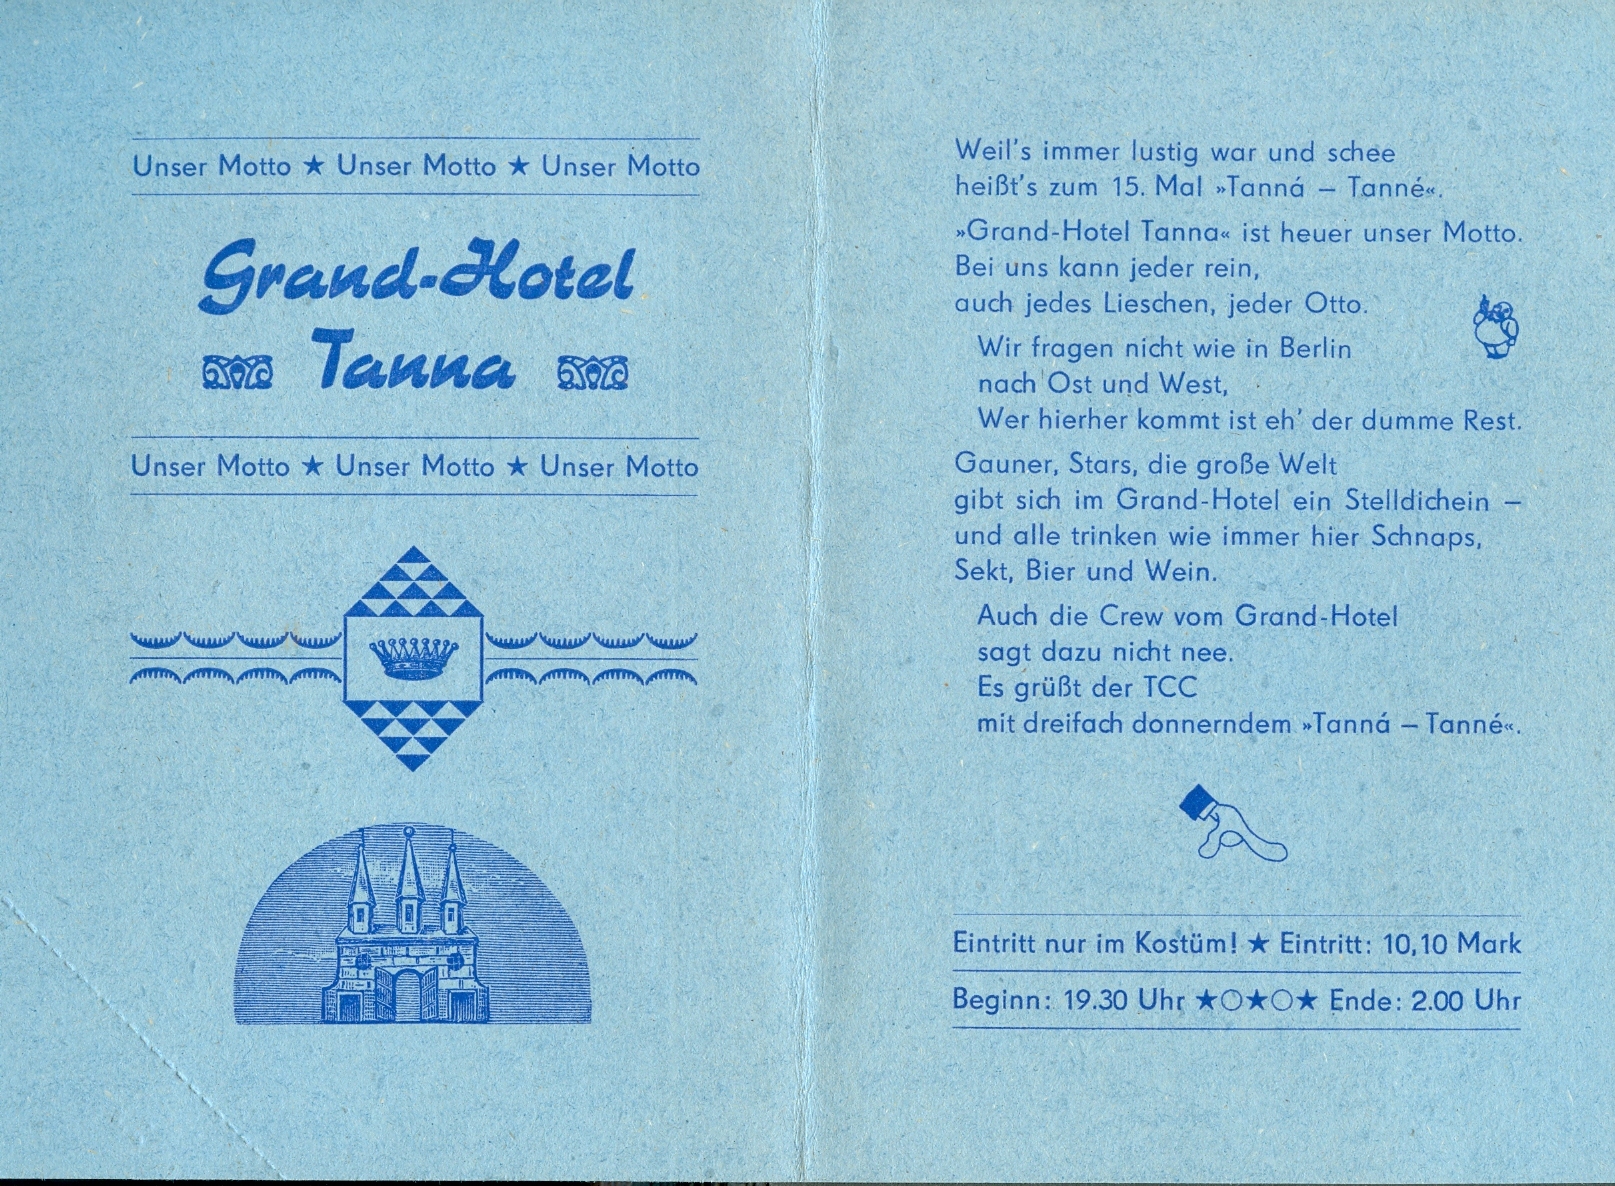 Unser Motto ★ Unser Motto ★ Unser Motto
Grand-Hotel
Tanna
Unser Motto ★ Unser Motto ★ Unser Motto
Weil's immer lustig war und schee
heißt's zum 15. Mal »Tanná – Tanné«.
»Grand-Hotel Tanna« ist heuer unser Motto.
Bei uns kann jeder rein,
auch jedes Lieschen, jeder Otto.
Wir fragen nicht wie in Berlin
nach Ost und West,
Wer hierher kommt ist eh' der dumme Rest.
Gauner, Stars, die große Welt
gibt sich im Grand-Hotel ein Stelldichein –
und alle trinken wie immer hier Schnaps,
Sekt, Bier und Wein.
Auch die Crew vom Grand-Hotel
sagt dazu nicht nee.
Es grüßt der TCC
mit dreifach donnerndem »Tanná – Tanné«.
Eintritt nur im Kostüm! ★ Eintritt: 10,10 Mark
Beginn: 19.30 Uhr ★○★○★ Ende: 2.00 Uhr